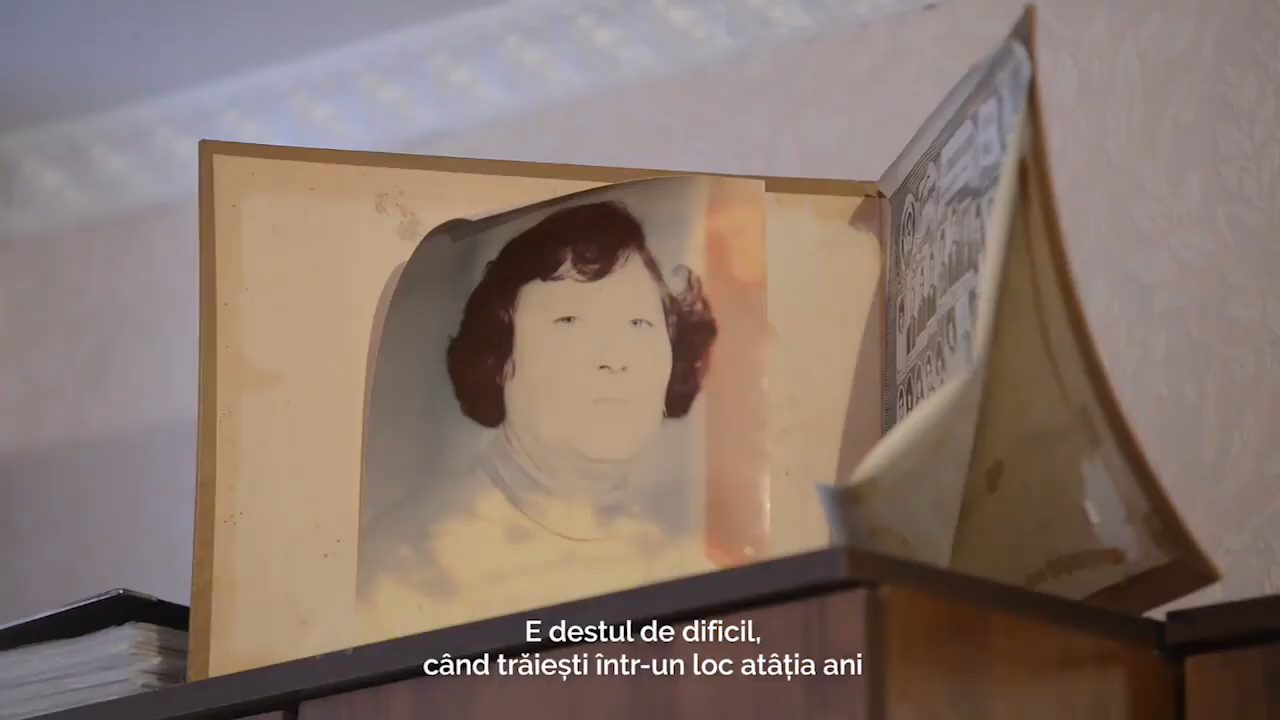 E destul de dificil,
când trăiești într-un loc atâția ani